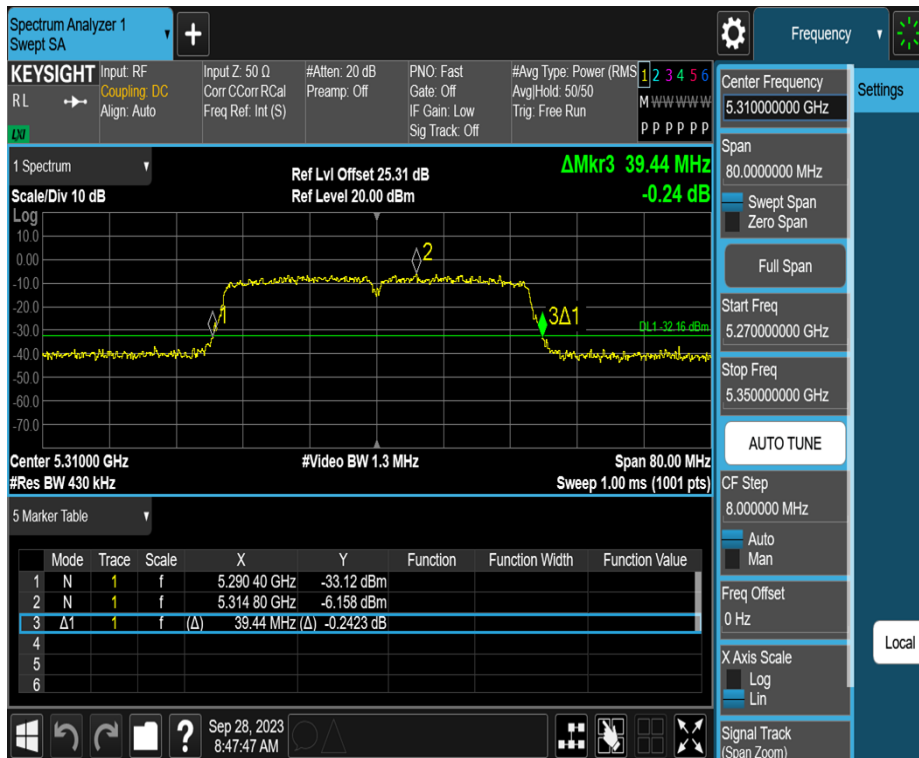 Spectrum Analyzer 1
Swept SA
Frequency
KEYSIGHT
RL
LXI
Input: RF
Coupling: DC
Align: Auto
Input Z: 50 Ω
Corr CCorr RCal
Freq Ref: Int (S)
#Atten: 20 dB
Preamp: Off
PNO: Fast
Gate: Off
IF Gain: Low
Sig Track: Off
#Avg Type: Power (RMS
Avg|Hold: 50/50
Trig: Free Run
1 2 3 4 5 6
M W W W W W
P P P P P P
1 Spectrum
Scale/Div 10 dB
Ref Lvl Offset 25.31 dB
Ref Level 20.00 dBm
ΔMkr3 39.44 MHz
-0.24 dB
Log
10.0
0.00
-10.0
-20.0
-30.0
-40.0
-50.0
-60.0
-70.0
1
2
3Δ1
DL1 -32.16 dBm
Center 5.31000 GHz
#Res BW 430 kHz
#Video BW 1.3 MHz
Span 80.00 MHz
Sweep 1.00 ms (1001 pts)
5 Marker Table
Mode Trace Scale X Y Function Function Width Function Value
1 N 1 f 5.290 40 GHz -33.12 dBm
2 N 1 f 5.314 80 GHz -6.158 dBm
3 Δ1 1 f (Δ) 39.44 MHz (Δ) -0.2423 dB
4
5
6
Sep 28, 2023
8:47:47 AM
Center Frequency
5.310000000 GHz
Settings
Span
80.0000000 MHz
Swept Span
Zero Span
Full Span
Start Freq
5.270000000 GHz
Stop Freq
5.350000000 GHz
AUTO TUNE
CF Step
8.000000 MHz
Auto
Man
Freq Offset
0 Hz
Local
X Axis Scale
Log
Lin
Signal Track
(Span Zoom)